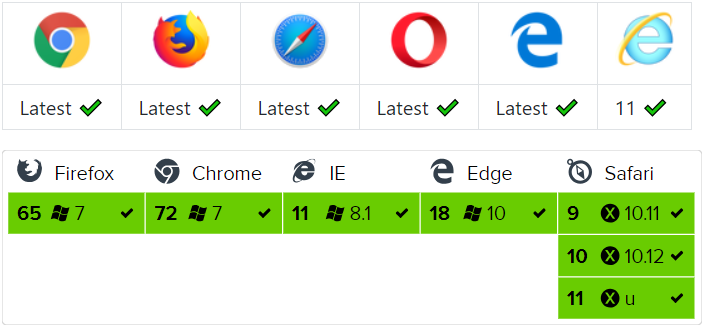 Latest Latest Latest Latest Latest 11
Firefox Chrome IE Edge Safari
65 7 72 7 11 8.1 18 10 9 X 10.11
10 X 10.12
11 X u